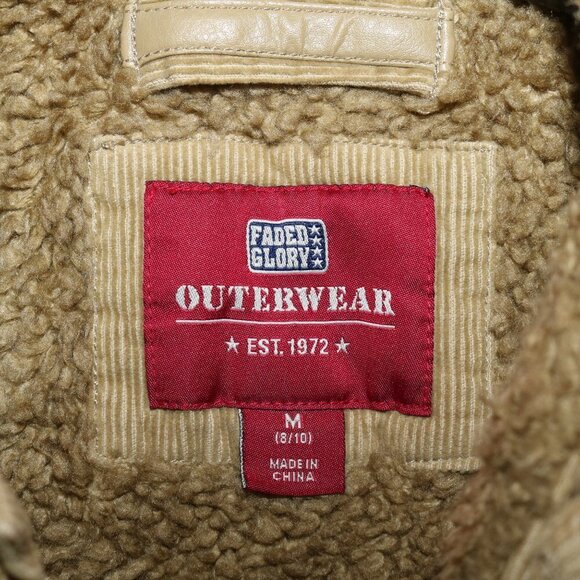 FADED
GLORY
OUTERWEAR
★ EST. 1972 ★
M
(8/10)
MADE IN
CHINA